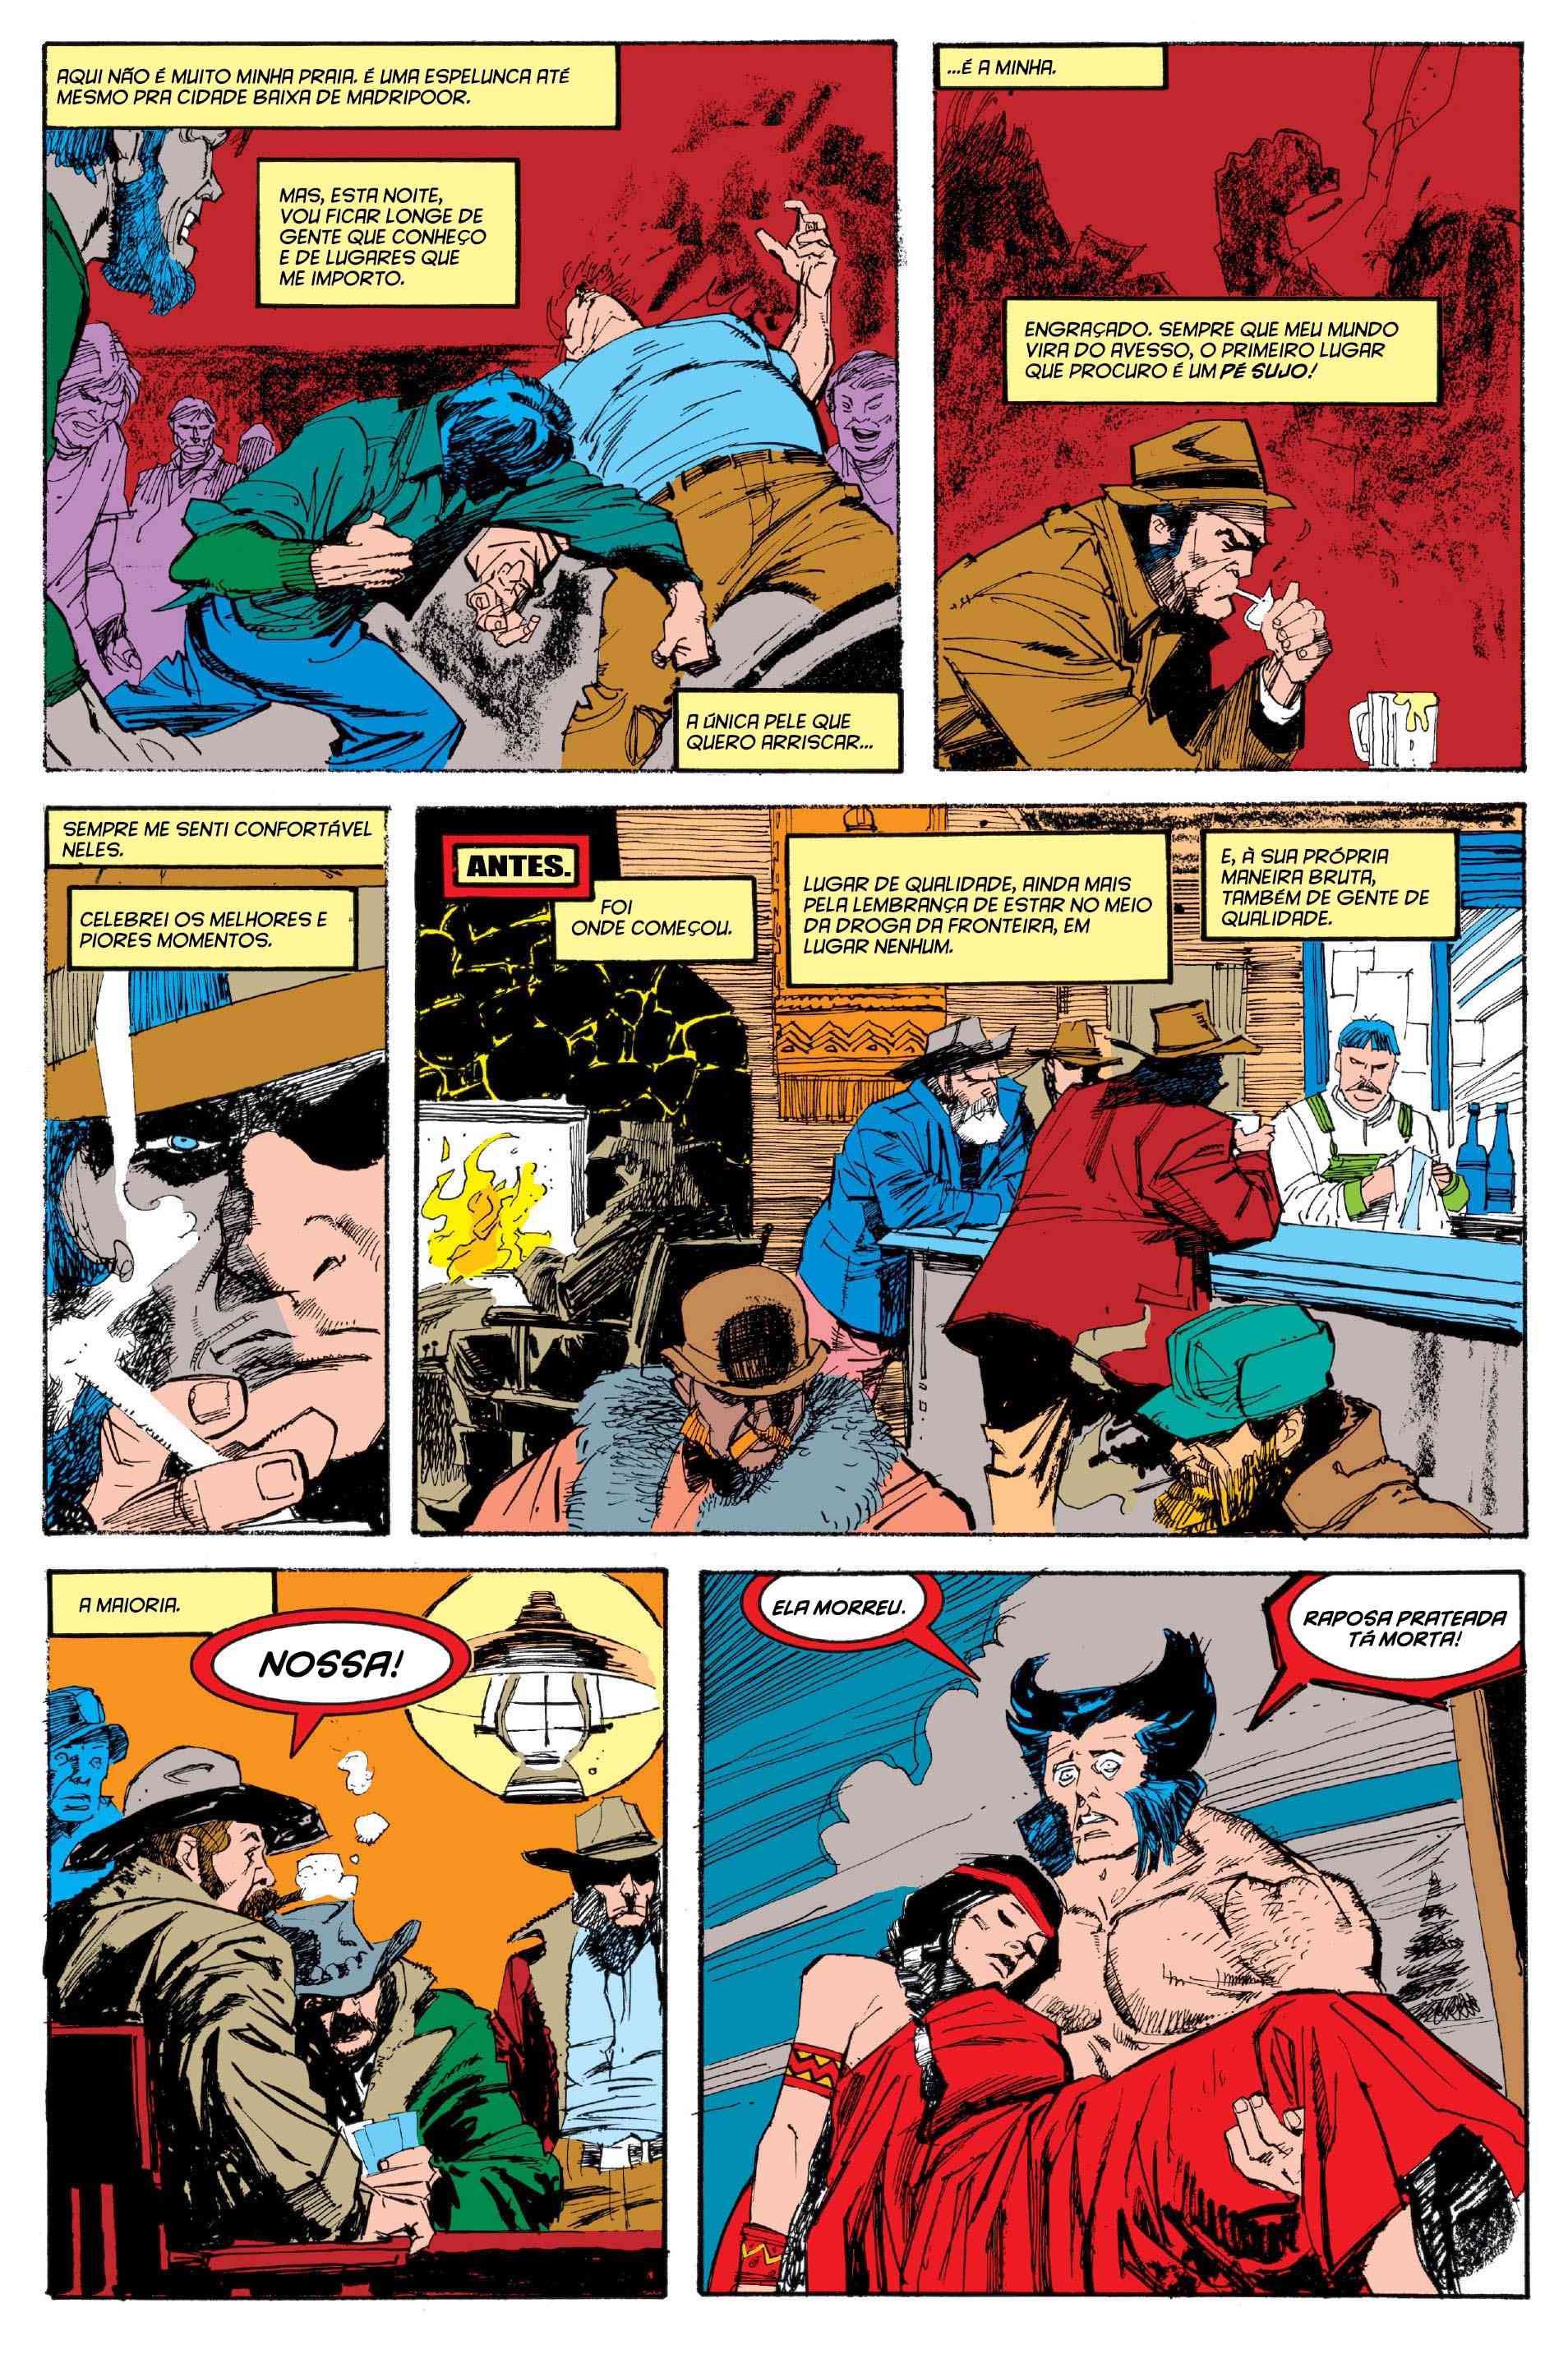 AQUI NÃO É MUITO MINHA PRAIA. É UMA ESPELUNCA ATÉ
MESMO PRA CIDADE BAIXA DE MADRIPOOR.
MAS, ESTA NOITE,
VOU FICAR LONGE DE
GENTE QUE CONHEÇO
E DE LUGARES QUE
ME IMPORTO.
A ÚNICA PELE QUE
QUERO ARRISCAR...
...É A MINHA.
ENGRAÇADO. SEMPRE QUE MEU MUNDO
VIRA DO AVESSO, O PRIMEIRO LUGAR
QUE PROCURO É UM PÉ SUJO!
SEMPRE ME SENTI CONFORTÁVEL
NELES.
CELEBREI OS MELHORES E
PIORES MOMENTOS.
ANTES.
FOI
ONDE COMEÇOU.
LUGAR DE QUALIDADE, AINDA MAIS
PELA LEMBRANÇA DE ESTAR NO MEIO
DA DROGA DA FRONTEIRA, EM
LUGAR NENHUM.
E, À SUA PRÓPRIA
MANEIRA BRUTA,
TAMBÉM DE GENTE DE
QUALIDADE.
A MAIORIA.
NOSSA!
ELA MORREU.
RAPOSA PRATEADA
TÁ MORTA!